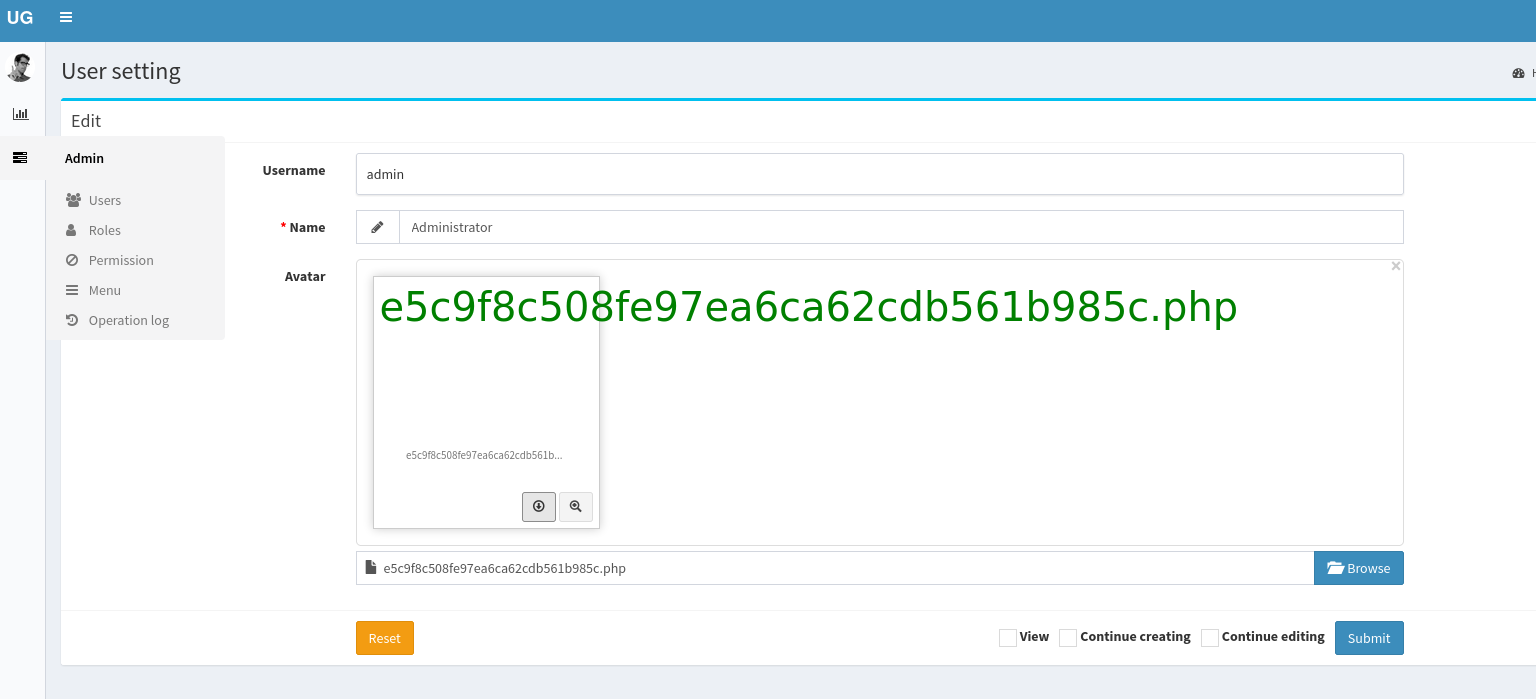 UG
User setting
Edit
Admin
Users
Roles
Permission
Menu
Operation log
Username
admin
* Name
Administrator
Avatar
×
e5c9f8c508fe97ea6ca62cdb561b985c.php
e5c9f8c508fe97ea6ca62cdb561b...
e5c9f8c508fe97ea6ca62cdb561b985c.php
Browse
Reset
View
Continue creating
Continue editing
Submit